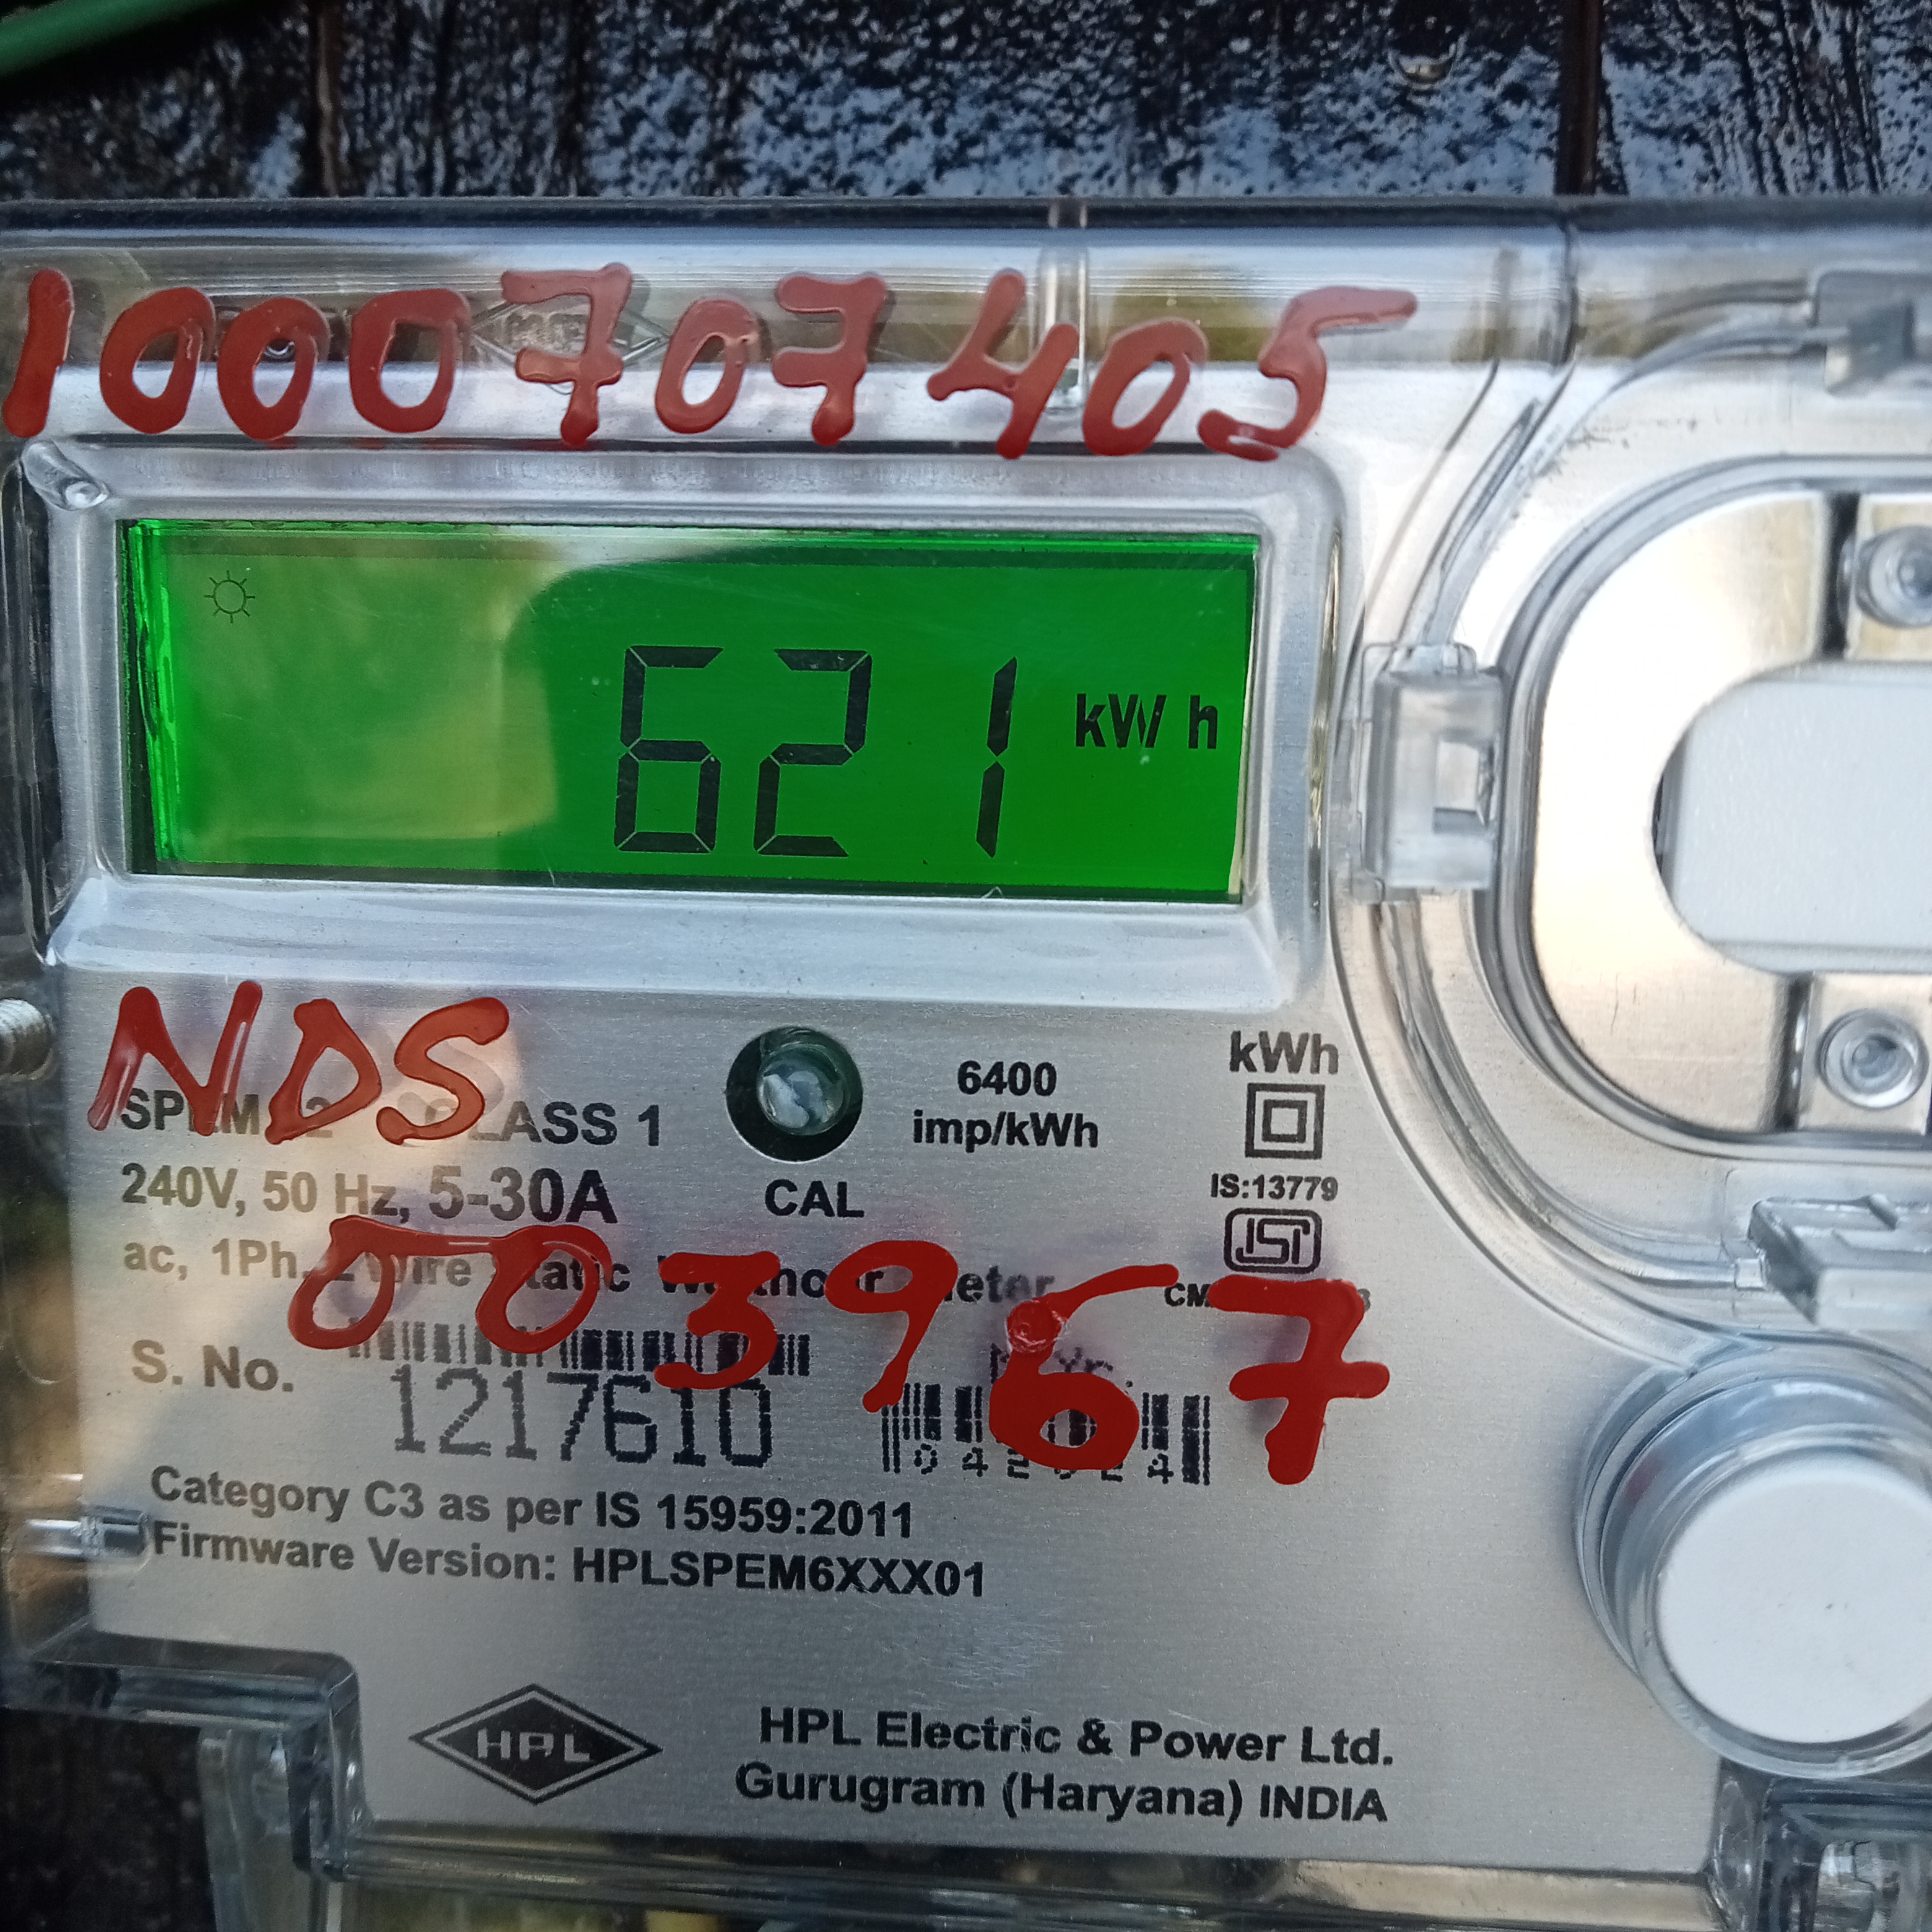 1000707405
621 kWh
NDS
CLASS 1
6400
imp/kWh
kWh
240V, 50 Hz, 5-30A
CAL
IS:13779
ISI
ac, 1Ph,
003967
S. No.
1217610
Category C3 as per IS 15959:2011
Firmware Version: HPLSPEM6XXX01
HPL
HPL Electric & Power Ltd.
Gurugram (Haryana) INDIA